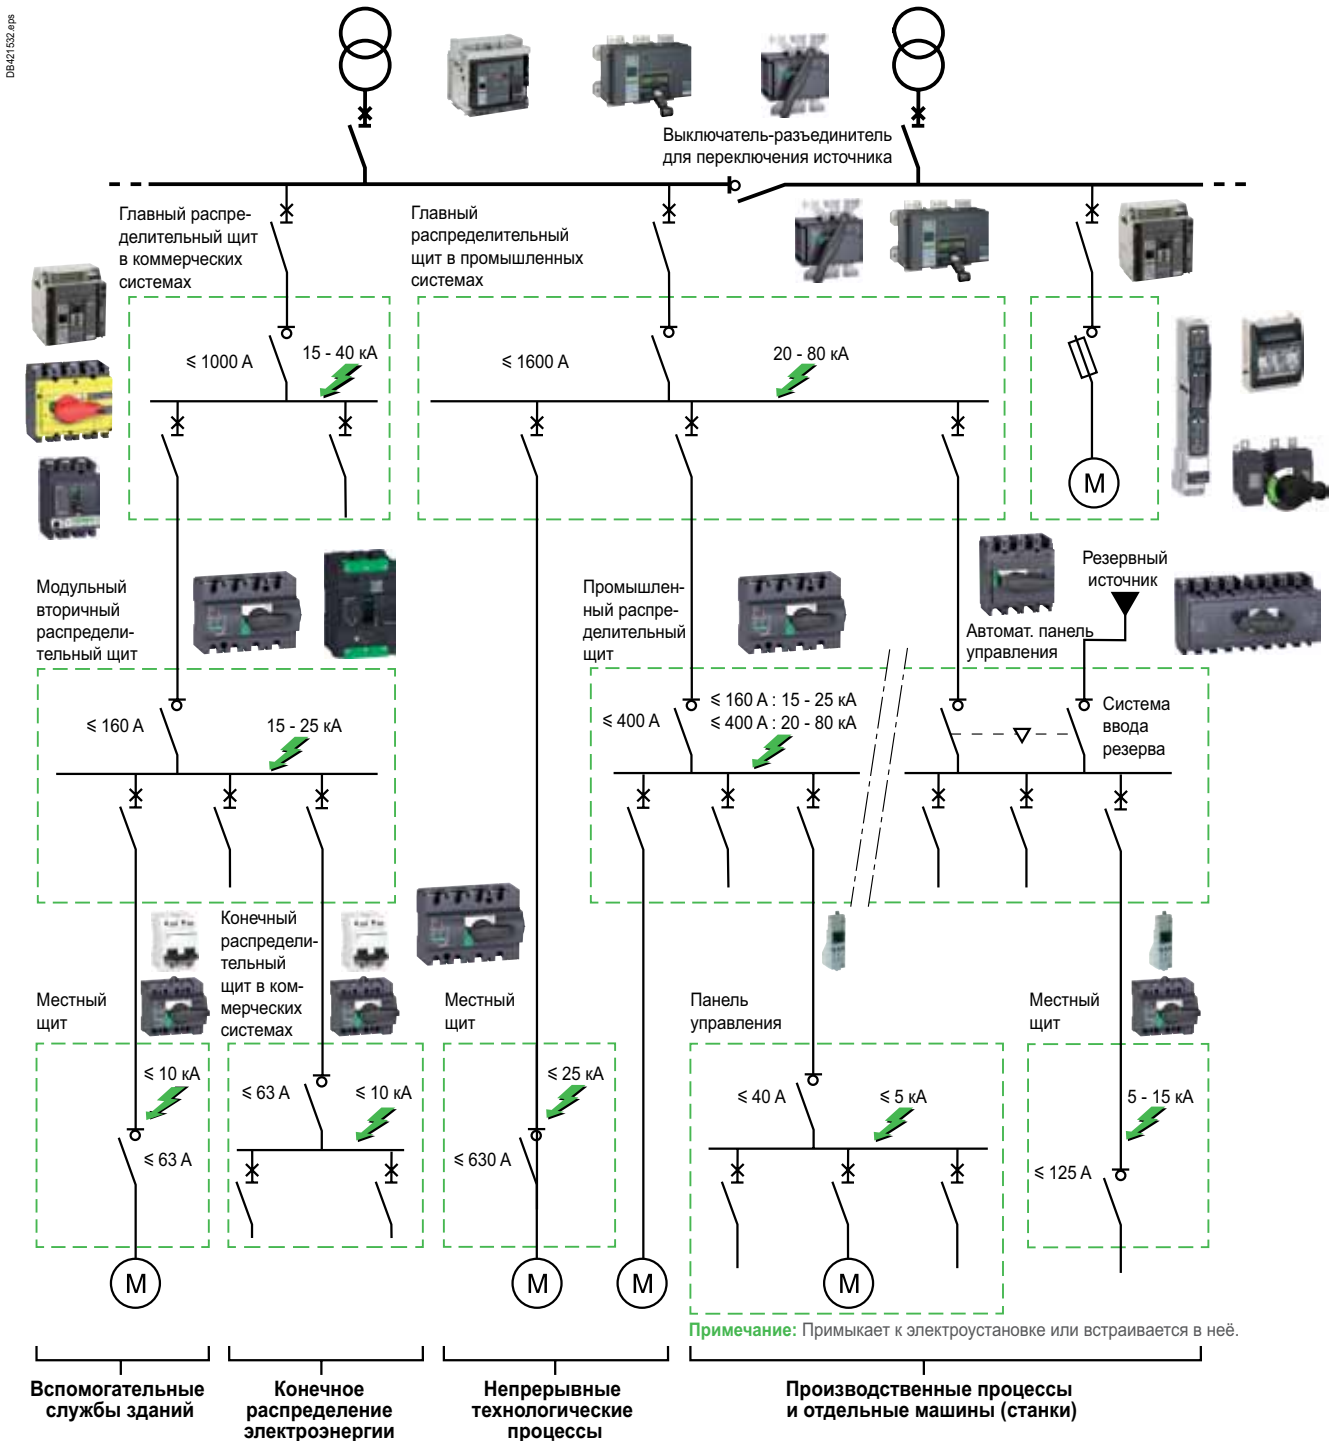 DB421532.eps
Выключатель-разъединитель
для переключения источника
Главный распре-
делительный щит
в коммерческих
системах
Главный
распределительный
щит в промышленных
системах
≤ 1000 А
15 - 40 кА
≤ 1600 А
20 - 80 кА
M
Модульный
вторичный
распредели-
тельный щит
Промышлен-
ный распре-
делительный
щит
Резервный
источник
Автомат. панель
управления
≤ 160 А
15 - 25 кА
≤ 400 А
≤ 160 А : 15 - 25 кА
≤ 400 А : 20 - 80 кА
Система
ввода
резерва
Местный
щит
Конечный
распредели-
тельный
щит в ком-
мерческих
системах
Местный
щит
Панель
управления
Местный
щит
≤ 10 кА
≤ 63 А
≤ 63 А
≤ 10 кА
≤ 25 кА
≤ 630 А
≤ 40 А
≤ 5 кА
5 - 15 кА
≤ 125 А
M
M
M
M
Примечание: Примыкает к электроустановке или встраивается в неё.
Вспомогательные
службы зданий
Конечное
распределение
электроэнергии
Непрерывные
технологические
процессы
Производственные процессы
и отдельные машины (станки)